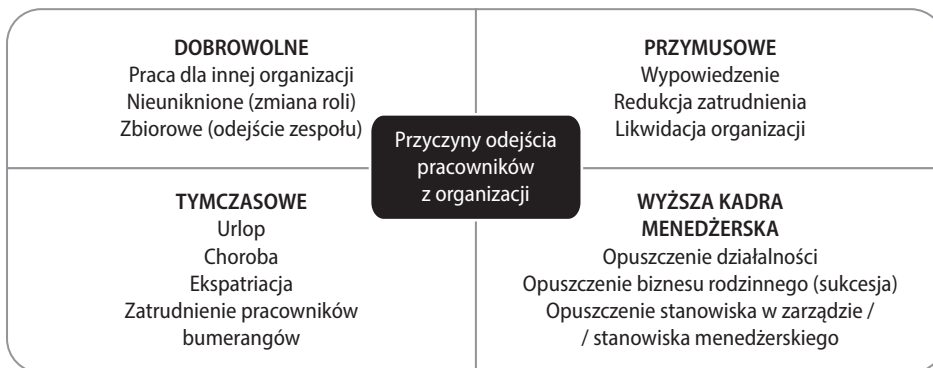 DOBROWOLNE
Praca dla innej organizacji
Nieuniknione (zmiana roli)
Zbiorowe (odejście zespołu)
PRZYMUSOWE
Wypowiedzenie
Redukcja zatrudnienia
Likwidacja organizacji
Przyczyny odejścia
pracowników
z organizacji
TYMCZASOWE
Urlop
Choroba
Ekspatriacja
Zatrudnienie pracowników
bumerangów
WYŻSZA KADRA
MENEDŻERSKA
Opuszczenie działalności
Opuszczenie biznesu rodzinnego (sukcesja)
Opuszczenie stanowiska w zarządzie /
/ stanowiska menedżerskiego